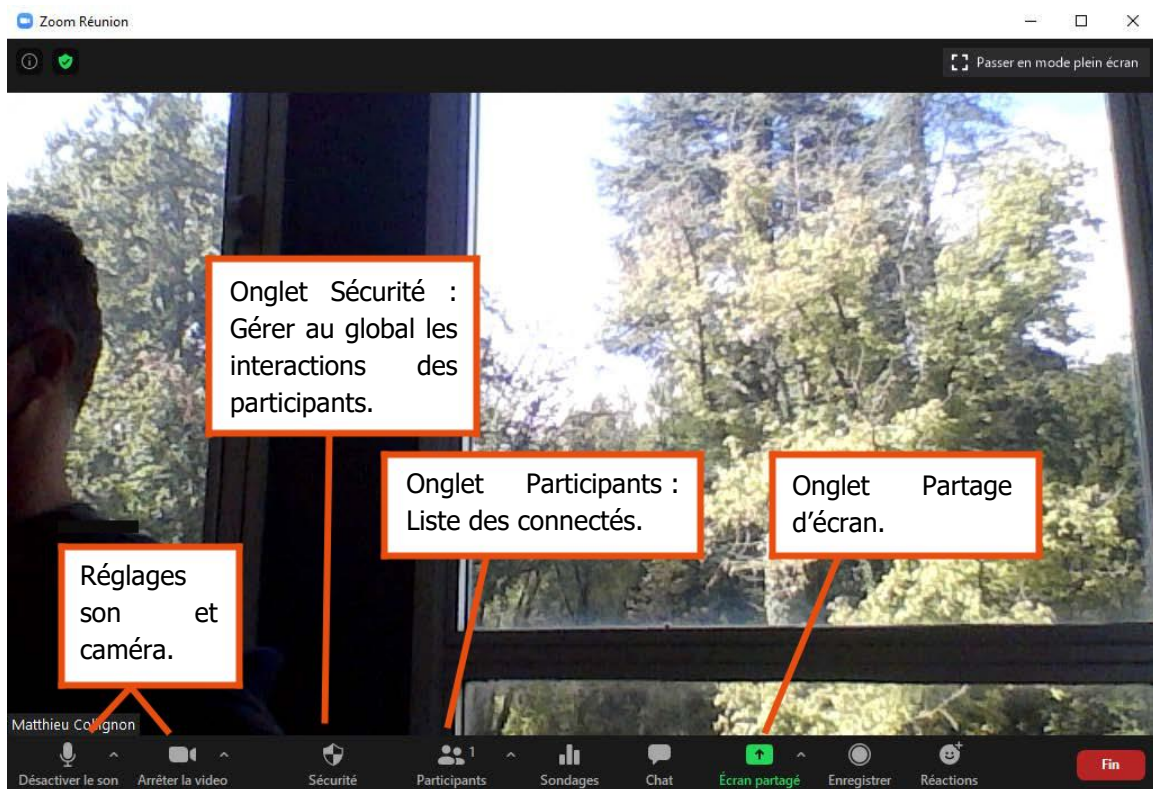 Zoom Réunion
Passer en mode plein écran
Onglet Sécurité :
Gérer au global les
interactions des
participants.
Onglet Participants :
Liste des connectés.
Onglet Partage
d'écran.
Réglages
son et
caméra.
Matthieu Collignon
1
Désactiver le son Arrêter la video Sécurité Participants Sondages Chat Écran partagé Enregistrer Réactions Fin